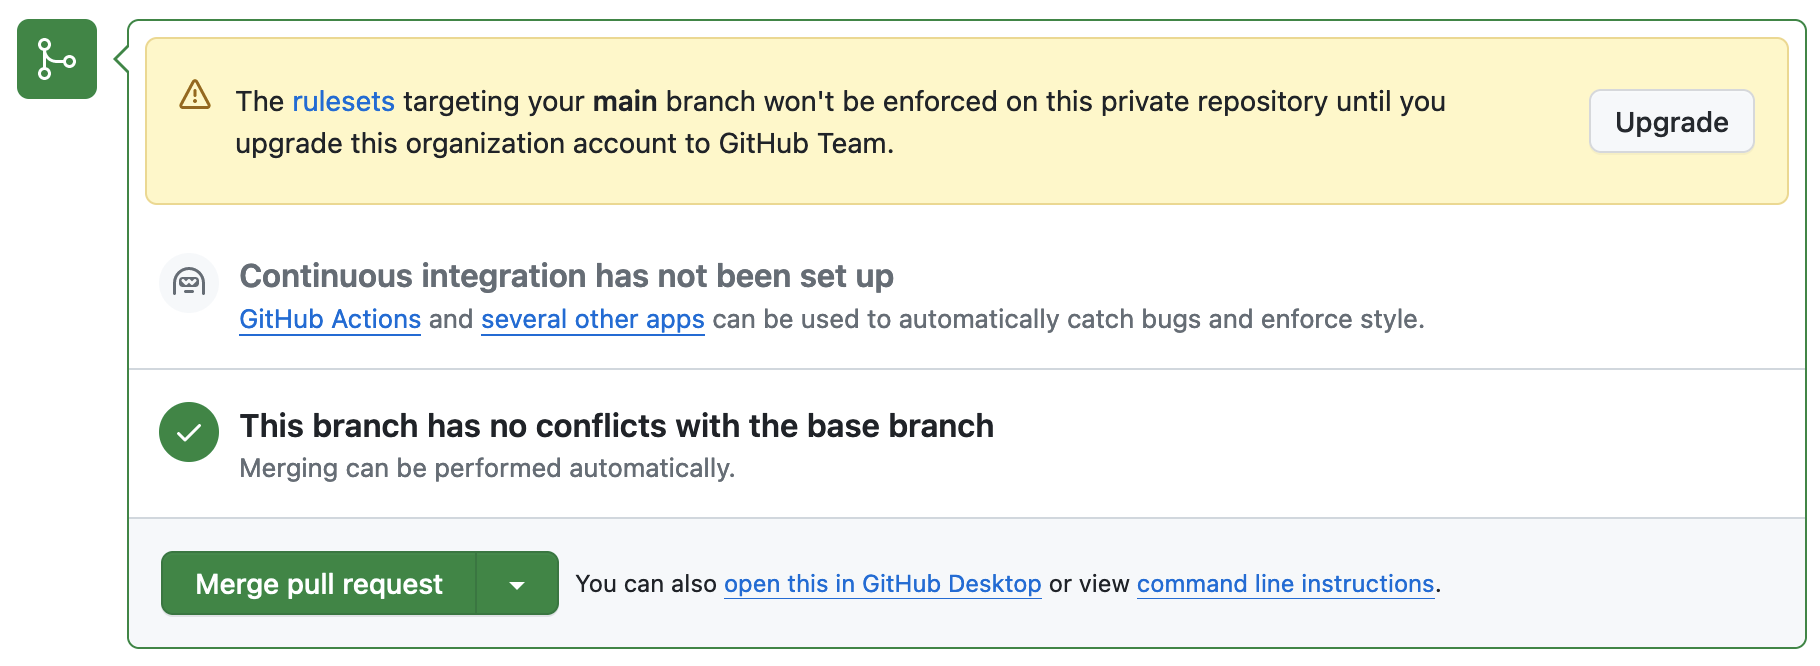 The rulesets targeting your main branch won't be enforced on this private repository until you
upgrade this organization account to GitHub Team.
Upgrade
Continuous integration has not been set up
GitHub Actions and several other apps can be used to automatically catch bugs and enforce style.
This branch has no conflicts with the base branch
Merging can be performed automatically.
Merge pull request
You can also open this in GitHub Desktop or view command line instructions.